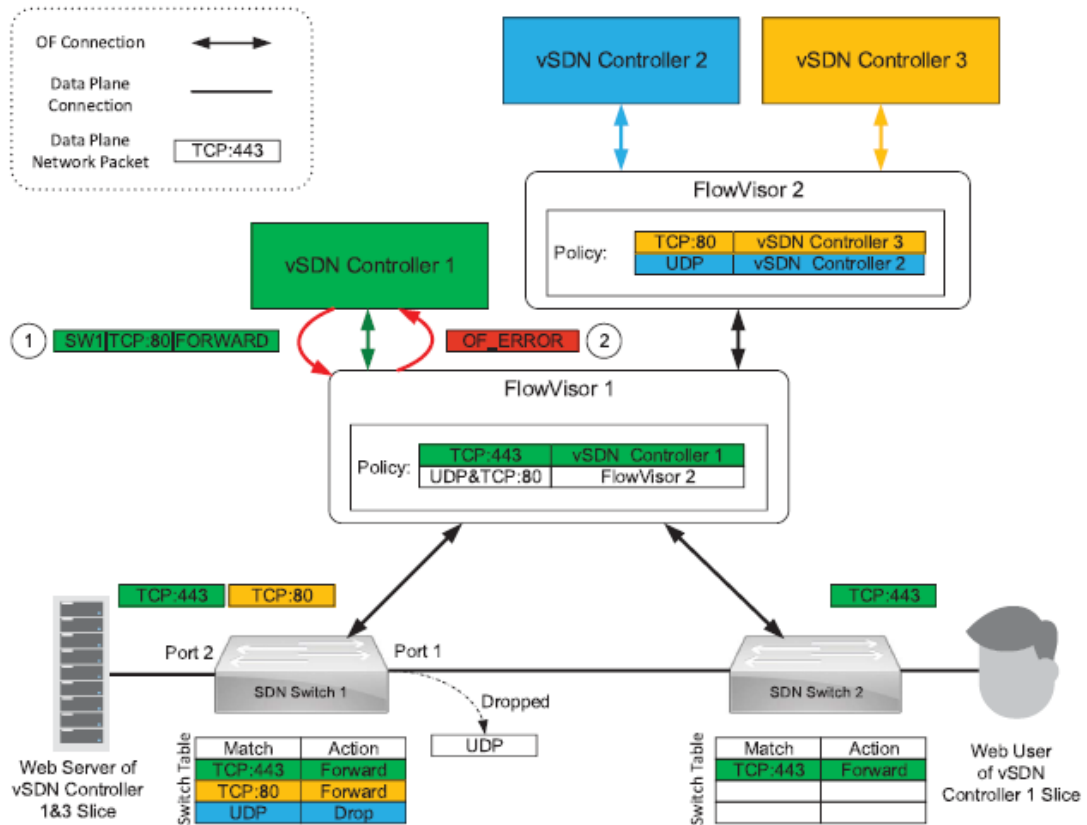 OF Connection
Data Plane
Connection
Data Plane
Network Packet
TCP:443
vSDN Controller 2
vSDN Controller 3
FlowVisor 2
Policy:
TCP:80 vSDN Controller 3
UDP vSDN Controller 2
vSDN Controller 1
1 SW1|TCP:80|FORWARD
OF_ERROR 2
FlowVisor 1
Policy:
TCP:443 vSDN Controller 1
UDP&TCP:80 FlowVisor 2
TCP:443 TCP:80
TCP:443
Port 2
Port 1
SDN Switch 1
SDN Switch 2
Dropped
UDP
Web Server of
vSDN Controller
1&3 Slice
Switch Table
Match Action
TCP:443 Forward
TCP:80 Forward
UDP Drop
Switch Table
Match Action
TCP:443 Forward
Web User
of vSDN
Controller 1 Slice